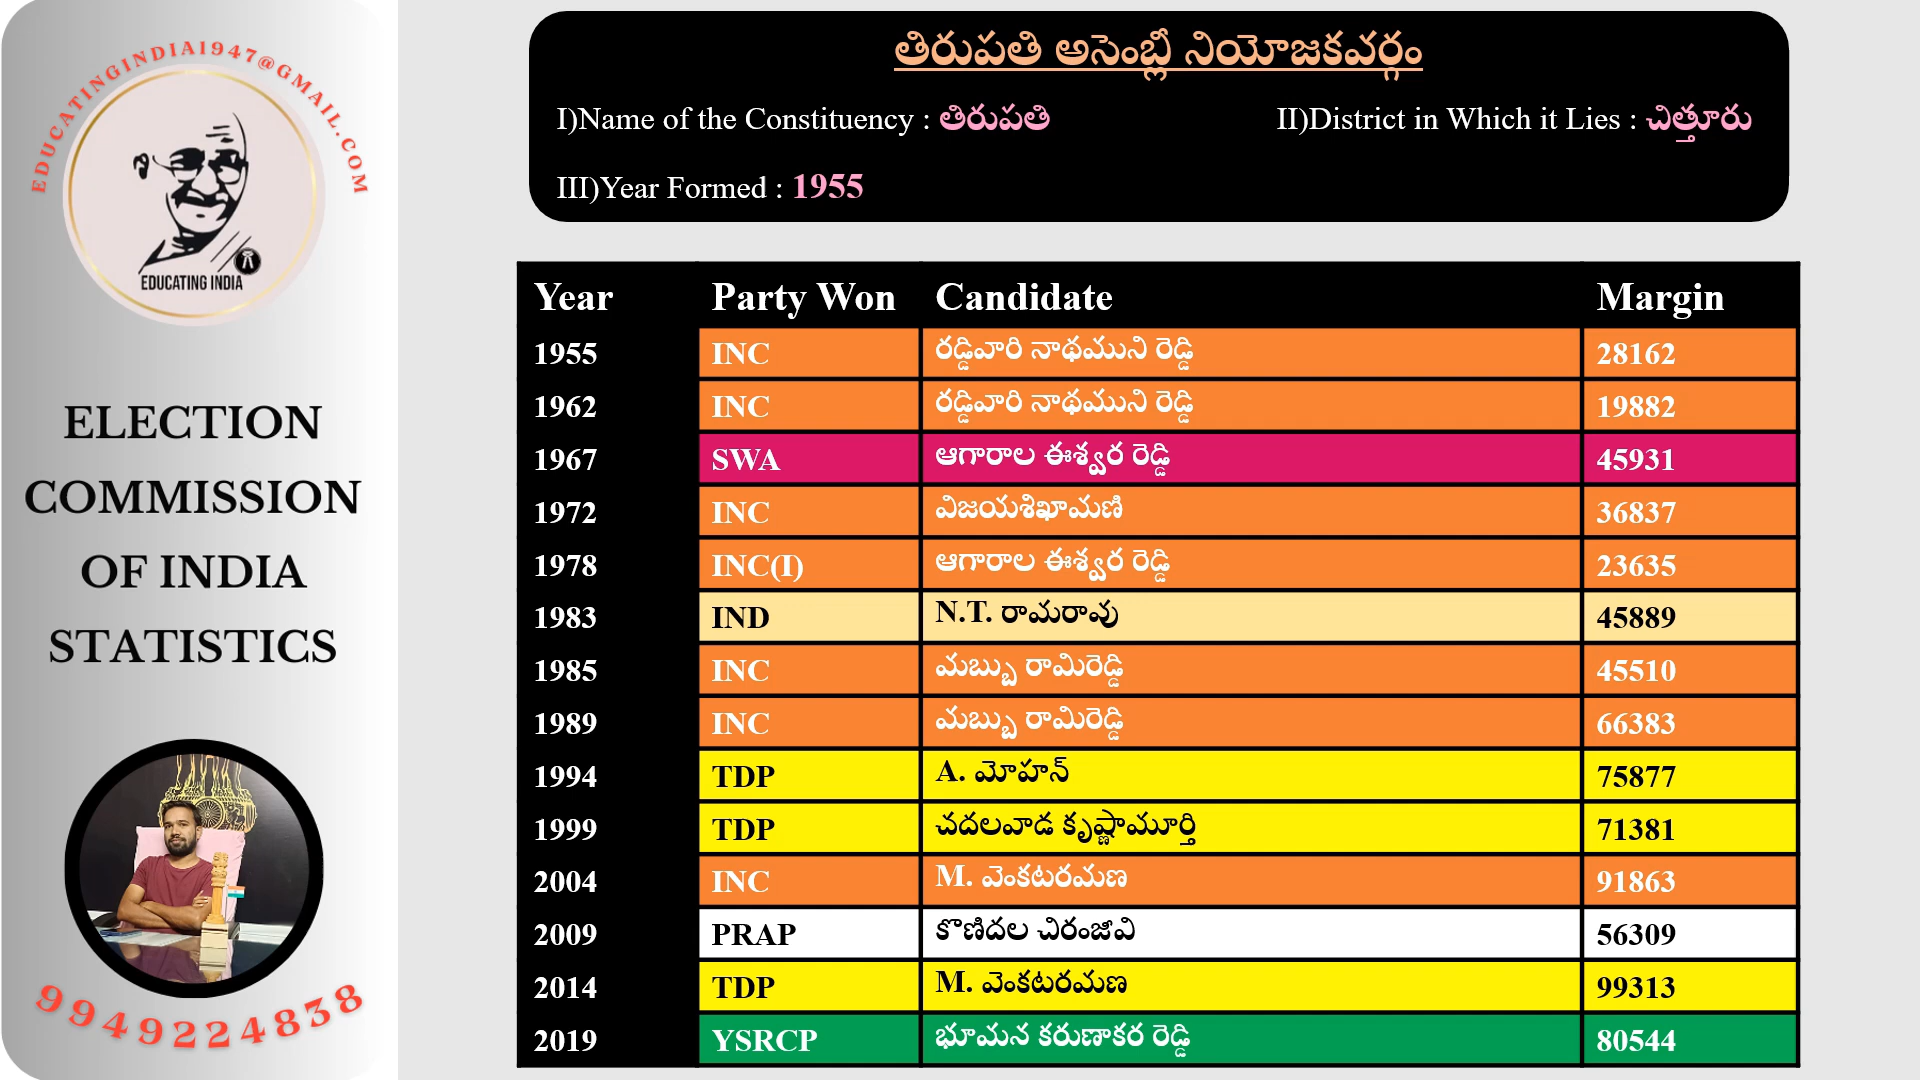 EDUCATINGINDIA1947@GMAIL.COM
EDUCATING INDIA
ELECTION
COMMISSION
OF INDIA
STATISTICS
9949224838
తిరుపతి అసెంబ్లీ నియోజకవర్గం
I)Name of the Constituency : తిరుపతి II)District in Which it Lies : చిత్తూరు
III)Year Formed : 1955
Year Party Won Candidate Margin
1955 INC రడ్డివారి నాథముని రెడ్డి 28162
1962 INC రడ్డివారి నాథముని రెడ్డి 19882
1967 SWA ఆగారాల ఈశ్వర రెడ్డి 45931
1972 INC విజయశిఖామణి 36837
1978 INC(I) ఆగారాల ఈశ్వర రెడ్డి 23635
1983 IND N.T. రామరావు 45889
1985 INC మబ్బు రామిరెడ్డి 45510
1989 INC మబ్బు రామిరెడ్డి 66383
1994 TDP A. మోహన్ 75877
1999 TDP చదలవాడ కృష్ణామూర్తి 71381
2004 INC M. వెంకటరమణ 91863
2009 PRAP కొణిదల చిరంజీవి 56309
2014 TDP M. వెంకటరమణ 99313
2019 YSRCP భూమన కరుణాకర రెడ్డి 80544